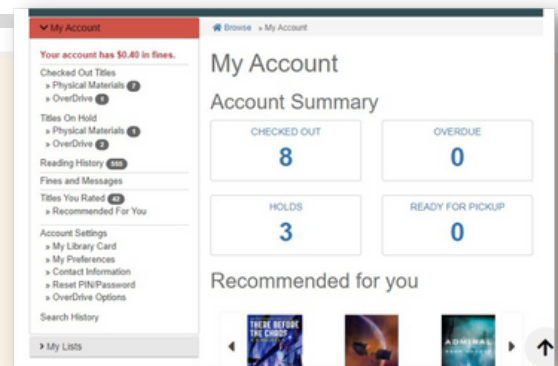 My Account
Your account has $0.40 in fines.
Checked Out Titles
» Physical Materials 7
» OverDrive 1
Titles On Hold
» Physical Materials 1
» OverDrive 2
Reading History 555
Fines and Messages
Titles You Rated 42
» Recommended For You
Account Settings
» My Library Card
» My Preferences
» Contact Information
» Reset PIN/Password
» OverDrive Options
Search History
My Lists
Browse » My Account
My Account
Account Summary
CHECKED OUT
8
OVERDUE
0
HOLDS
3
READY FOR PICKUP
0
Recommended for you
THERE BEFORE
THE CHAOS
ADMIRAL